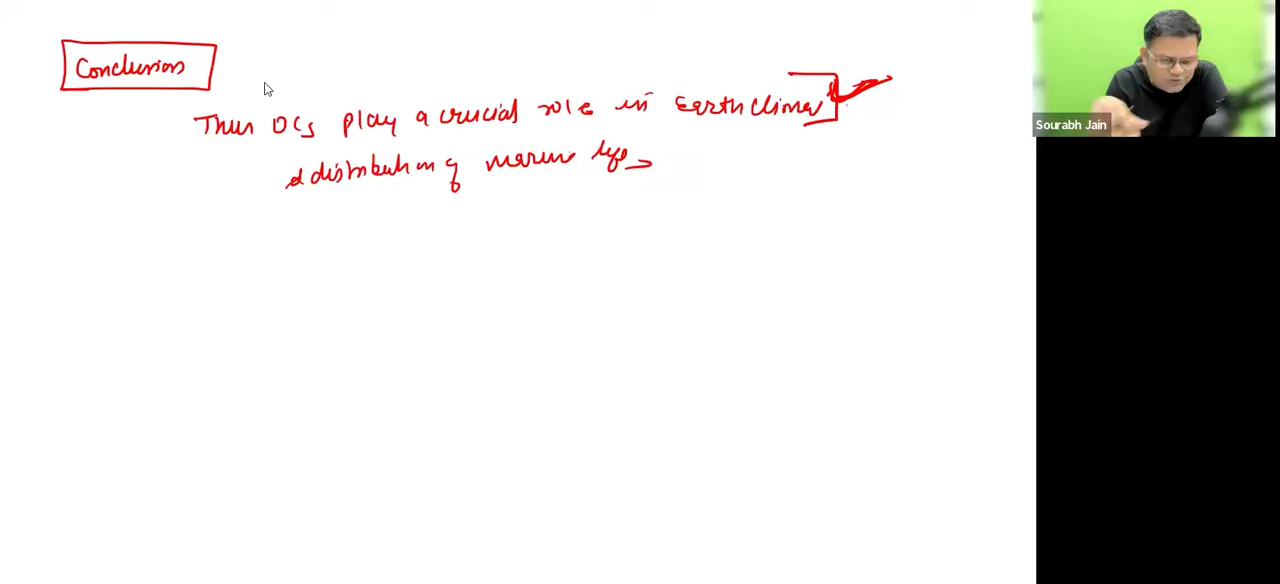 Conclusion
Thus OCs play a crucial role in Earth Climate
& distribution of marine life
Sourabh Jain